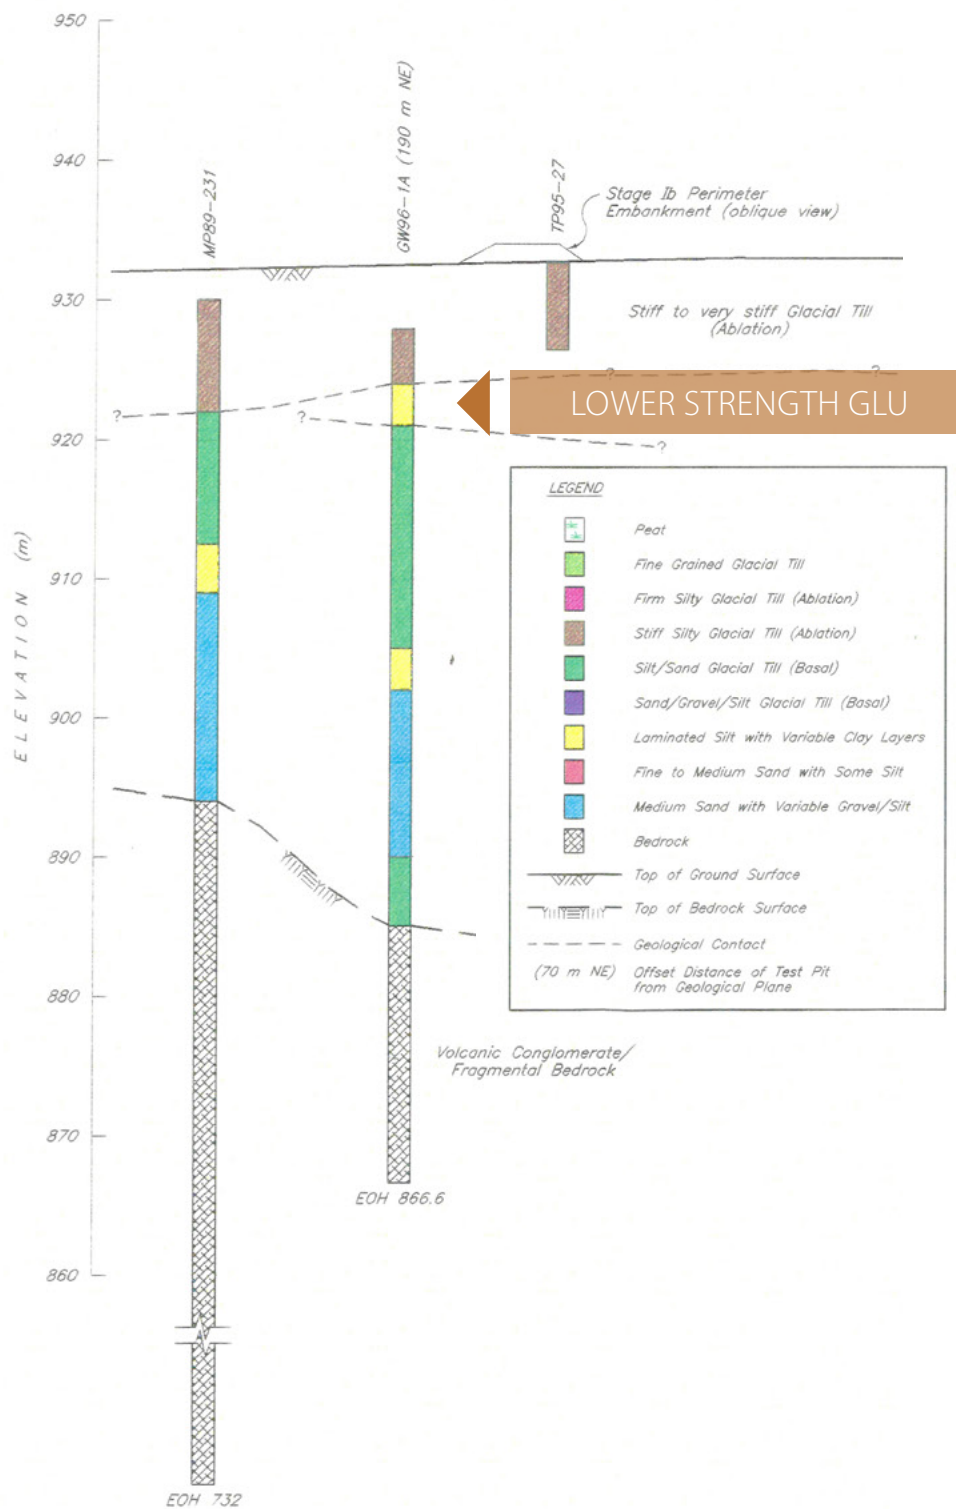 950
940
930
920
910
900
890
880
870
860
ELEVATION (m)
MP89-231
GW96-1A (190 m NE)
TP95-27
Stage Ib Perimeter
Embankment (oblique view)
Stiff to very stiff Glacial Till
(Ablation)
?
?
?
?
?
LOWER STRENGTH GLU
LEGEND
Peat
Fine Grained Glacial Till
Firm Silty Glacial Till (Ablation)
Stiff Silty Glacial Till (Ablation)
Silt/Sand Glacial Till (Basal)
Sand/Gravel/Silt Glacial Till (Basal)
Laminated Silt with Variable Clay Layers
Fine to Medium Sand with Some Silt
Medium Sand with Variable Gravel/Silt
Bedrock
Top of Ground Surface
Top of Bedrock Surface
Geological Contact
(70 m NE) Offset Distance of Test Pit
from Geological Plane
Volcanic Conglomerate/
Fragmental Bedrock
EOH 866.6
EOH 732